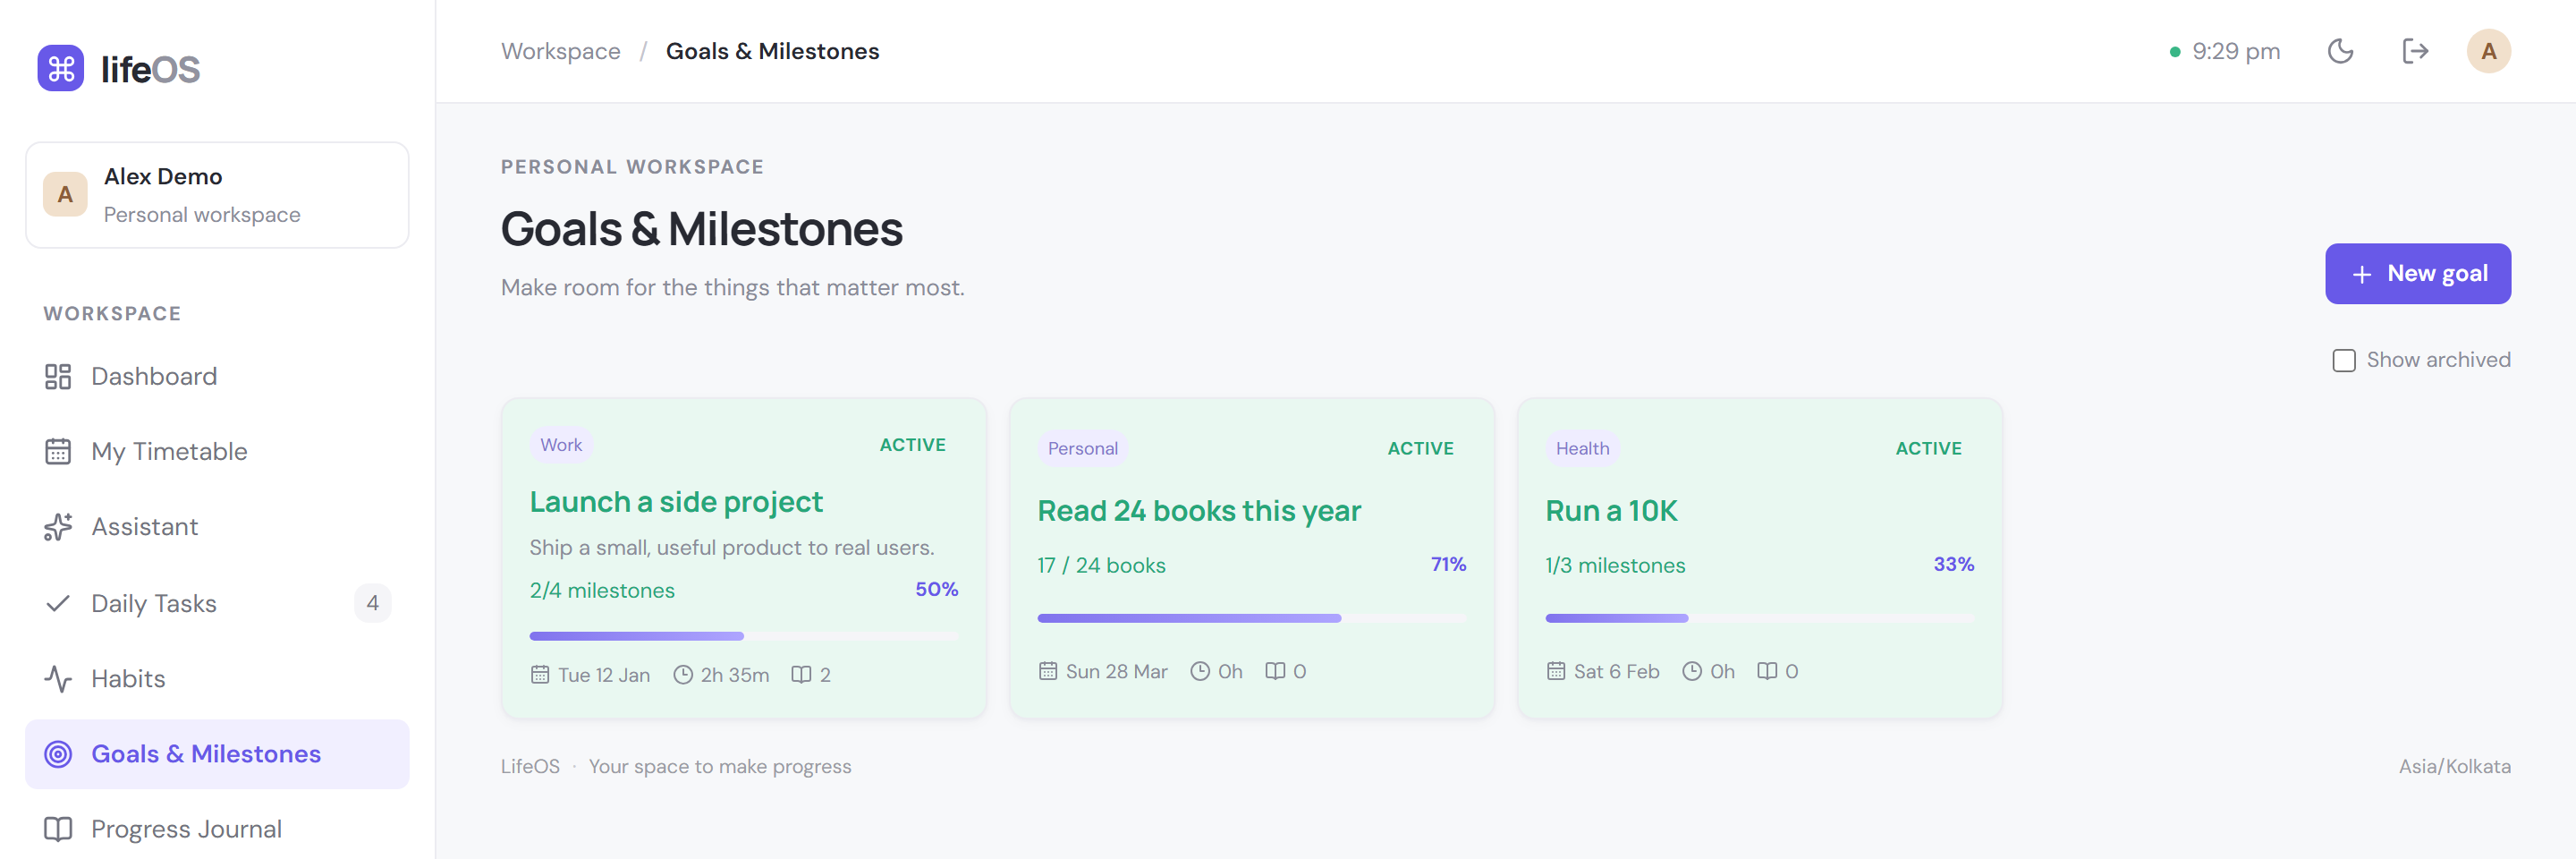 lifeOS
A
Alex Demo
Personal workspace
WORKSPACE
Dashboard
My Timetable
Assistant
Daily Tasks 4
Habits
Goals & Milestones
Progress Journal
Workspace / Goals & Milestones
9:29 pm
A
PERSONAL WORKSPACE
Goals & Milestones
Make room for the things that matter most.
+ New goal
Show archived
Work ACTIVE
Launch a side project
Ship a small, useful product to real users.
2/4 milestones 50%
Tue 12 Jan 2h 35m 2
Personal ACTIVE
Read 24 books this year
17 / 24 books 71%
Sun 28 Mar 0h 0
Health ACTIVE
Run a 10K
1/3 milestones 33%
Sat 6 Feb 0h 0
LifeOS · Your space to make progress
Asia/Kolkata